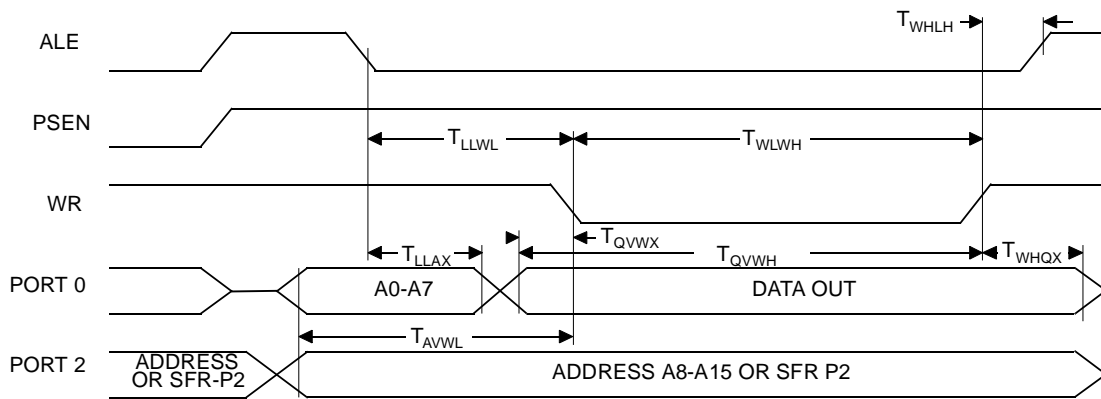 T_WHLH
ALE
PSEN
T_LLWL T_WLWH
WR
T_QVWX
T_LLAX T_QVWH T_WHQX
PORT 0 A0-A7 DATA OUT
T_AVWL
PORT 2 ADDRESS OR SFR-P2 ADDRESS A8-A15 OR SFR P2